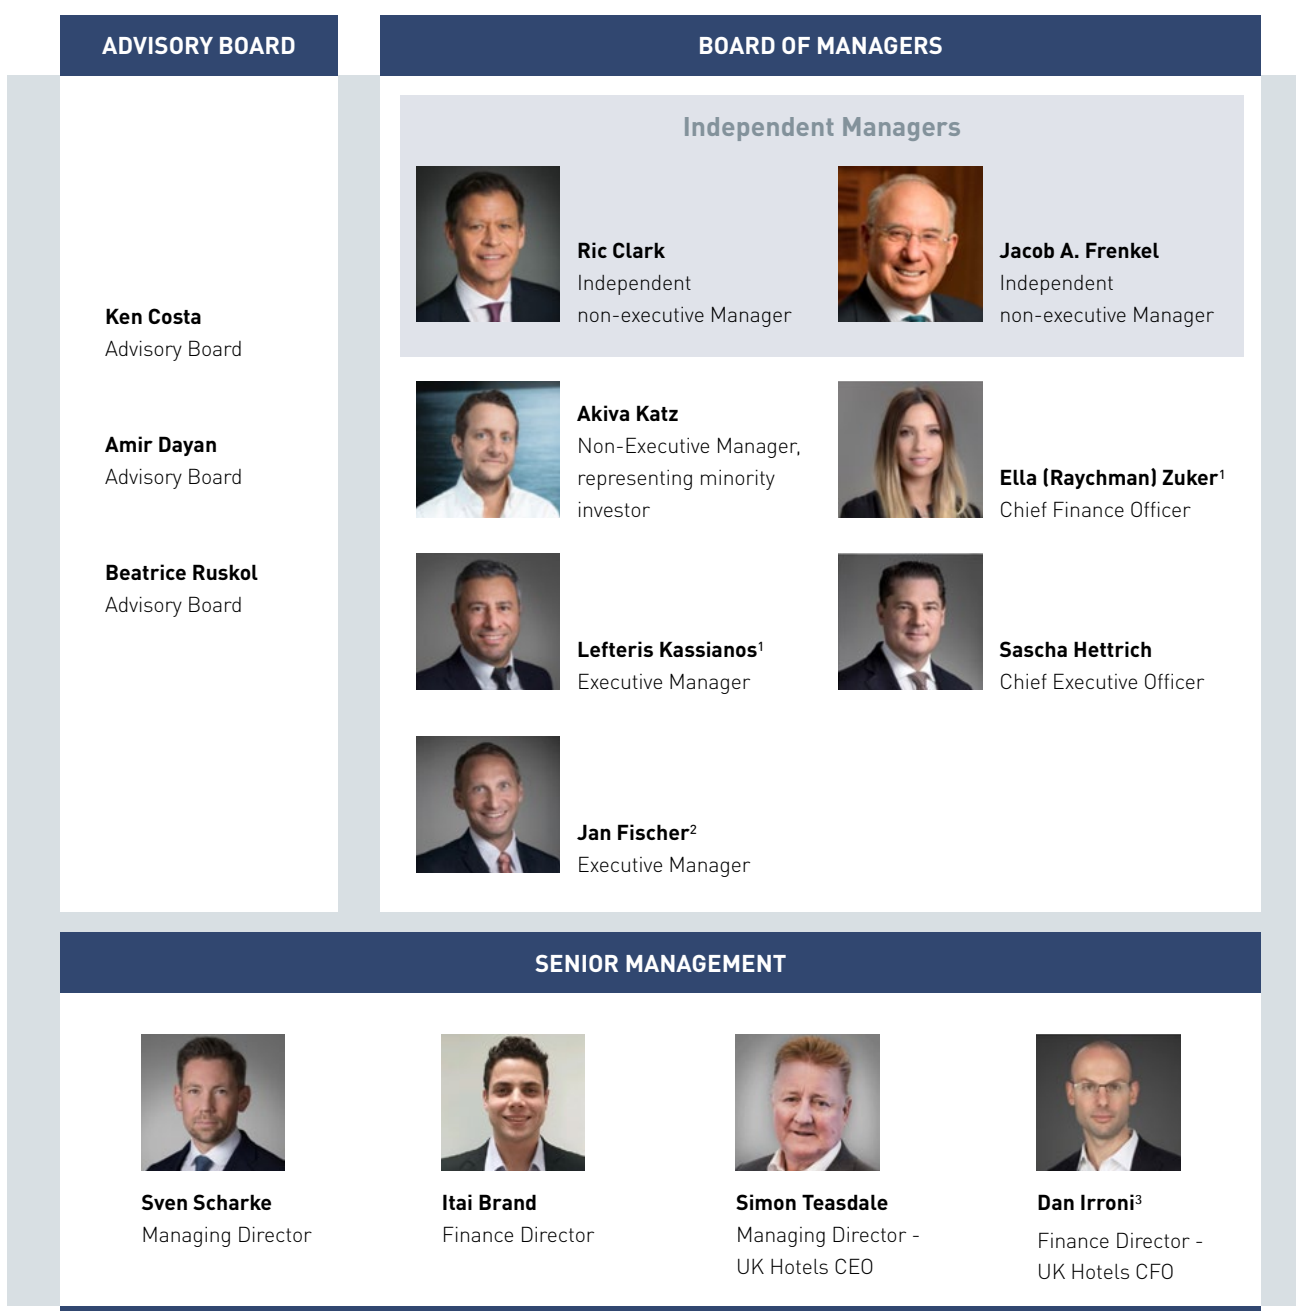 ADVISORY BOARD
Ken Costa
Advisory Board
Amir Dayan
Advisory Board
Beatrice Ruskol
Advisory Board
BOARD OF MANAGERS
Independent Managers
Ric Clark
Independent
non-executive Manager
Jacob A. Frenkel
Independent
non-executive Manager
Akiva Katz
Non-Executive Manager,
representing minority
investor
Ella (Raychman) Zuker¹
Chief Finance Officer
Lefteris Kassianos¹
Executive Manager
Sascha Hettrich
Chief Executive Officer
Jan Fischer²
Executive Manager
SENIOR MANAGEMENT
Sven Scharke
Managing Director
Itai Brand
Finance Director
Simon Teasdale
Managing Director -
UK Hotels CEO
Dan Irroni³
Finance Director -
UK Hotels CFO